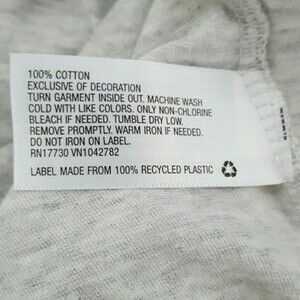 100% COTTON
EXCLUSIVE OF DECORATION
TURN GARMENT INSIDE OUT. MACHINE WASH
COLD WITH LIKE COLORS. ONLY NON-CHLORINE
BLEACH IF NEEDED. TUMBLE DRY LOW.
REMOVE PROMPTLY. WARM IRON IF NEEDED.
DO NOT IRON ON LABEL.
RN17730 VN1042782
LABEL MADE FROM 100% RECYCLED PLASTIC